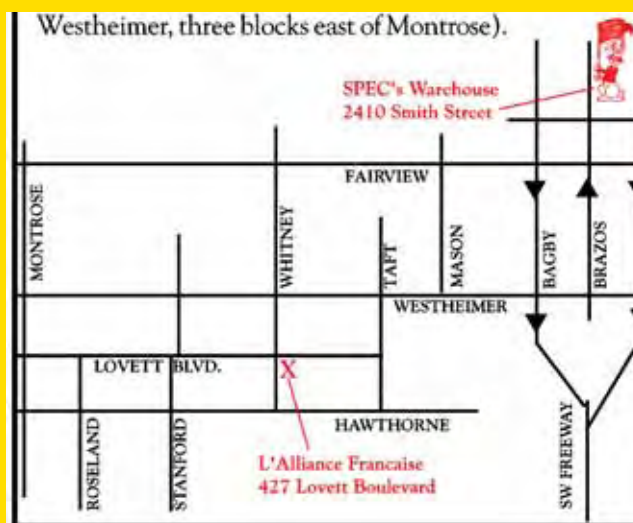 Westheimer, three blocks east of Montrose).
SPEC's Warehouse
2410 Smith Street
FAIRVIEW
MONTROSE
WHITNEY
TAFT
MASON
BAGBY
BRAZOS
WESTHEIMER
LOVETT BLVD.
X
HAWTHORNE
ROSELAND
STANFORD
L'Alliance Francaise
427 Lovett Boulevard
SW FREEWAY